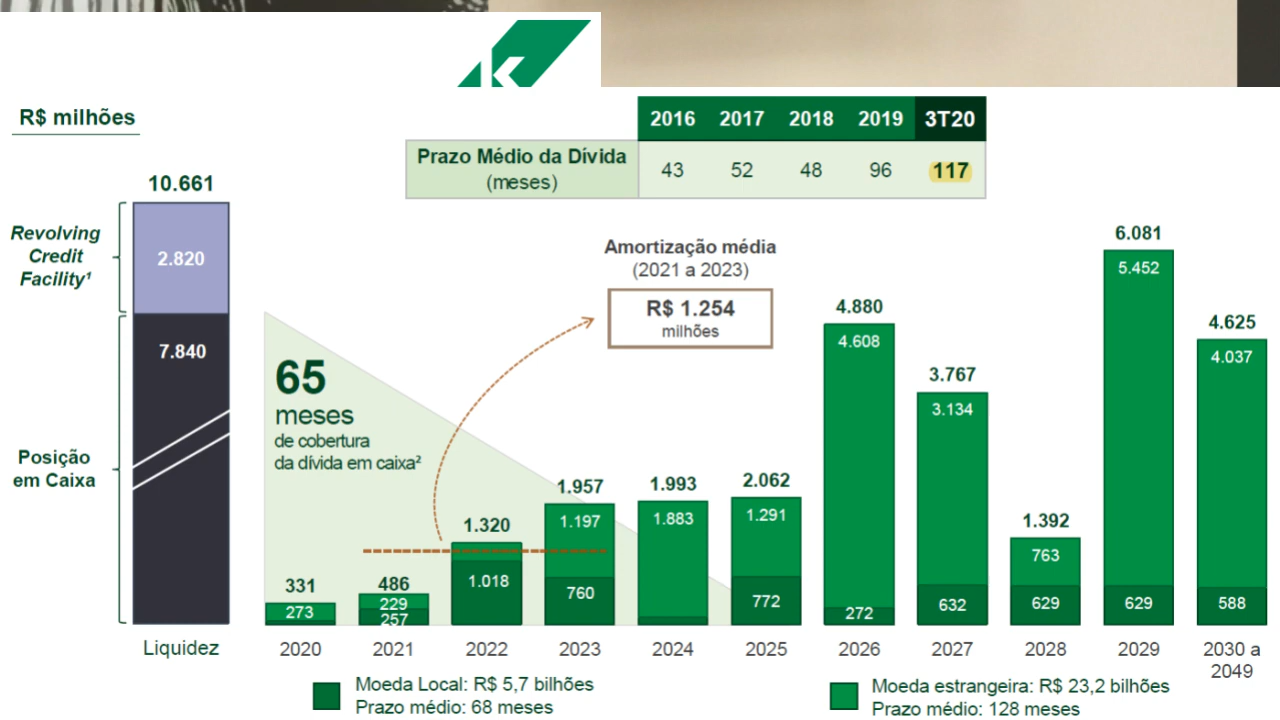 R$ milhões
2016 2017 2018 2019 3T20
Prazo Médio da Dívida
(meses)
43 52 48 96 117
10.661
Revolving
Credit
Facility¹
2.820
7.840
Posição
em Caixa
Liquidez
65
meses
de cobertura
da dívida em caixa²
Amortização média
(2021 a 2023)
R$ 1.254
milhões
331
273
2020
486
229
257
2021
1.320
1.018
2022
1.957
1.197
760
2023
1.993
1.883
2024
2.062
1.291
772
2025
4.880
4.608
272
2026
3.767
3.134
632
2027
1.392
763
629
2028
6.081
5.452
629
2029
4.625
4.037
588
2030 a
2049
Moeda Local: R$ 5,7 bilhões
Prazo médio: 68 meses
Moeda estrangeira: R$ 23,2 bilhões
Prazo médio: 128 meses